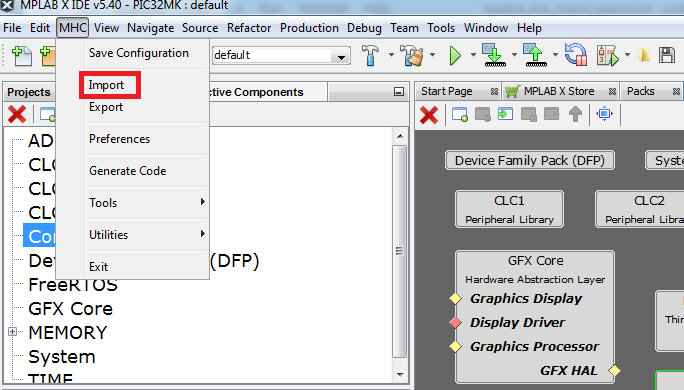 MPLAB X IDE v5.40 - PIC32MK : default
File Edit MHC View Navigate Source Refactor Production Debug Team Tools Window Help
default
Save Configuration
Import
Export
Preferences
Generate Code
Tools
Utilities
Exit
Projects
ctive Components
AD
CLC
CLC
CLC
Co
De (DFP)
FreeRTOS
GFX Core
MEMORY
System
TIME
Start Page MPLAB X Store Packs
Device Family Pack (DFP)
Syste
CLC1
Peripheral Library
CLC2
Peripheral Libra
GFX Core
Hardware Abstraction Layer
Graphics Display
Display Driver
Graphics Processor
GFX HAL
Thi